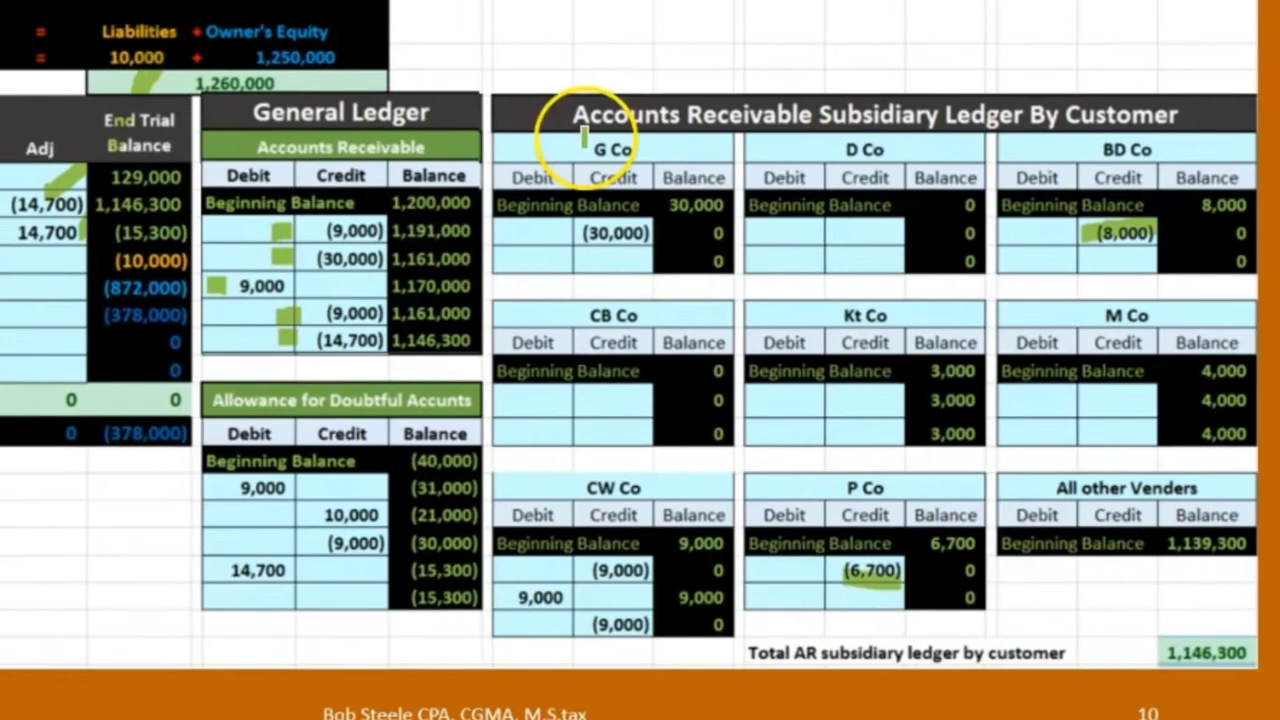 = Liabilities + Owner's Equity
= 10,000 + 1,250,000
1,260,000
Adj End Trial Balance
129,000
(14,700) 1,146,300
14,700 (15,300)
(10,000)
(872,000)
(378,000)
0
0
0 0
0 (378,000)
General Ledger
Accounts Receivable
Debit Credit Balance
Beginning Balance 1,200,000
(9,000) 1,191,000
(30,000) 1,161,000
9,000 1,170,000
(9,000) 1,161,000
(14,700) 1,146,300
Allowance for Doubtful Accunts
Debit Credit Balance
Beginning Balance (40,000)
9,000 (31,000)
10,000 (21,000)
(9,000) (30,000)
14,700 (15,300)
(15,300)
Accounts Receivable Subsidiary Ledger By Customer
G Co
Debit Credit Balance
Beginning Balance 30,000
(30,000) 0
0
D Co
Debit Credit Balance
Beginning Balance 0
0
0
BD Co
Debit Credit Balance
Beginning Balance 8,000
(8,000) 0
0
CB Co
Debit Credit Balance
Beginning Balance 0
0
0
Kt Co
Debit Credit Balance
Beginning Balance 3,000
3,000
3,000
M Co
Debit Credit Balance
Beginning Balance 4,000
4,000
4,000
CW Co
Debit Credit Balance
Beginning Balance 9,000
(9,000) 0
9,000 9,000
(9,000) 0
P Co
Debit Credit Balance
Beginning Balance 6,700
(6,700) 0
0
All other Venders
Debit Credit Balance
Beginning Balance 1,139,300
Total AR subsidiary ledger by customer 1,146,300
Bob Steele CPA, CGMA, M.S.tax 10